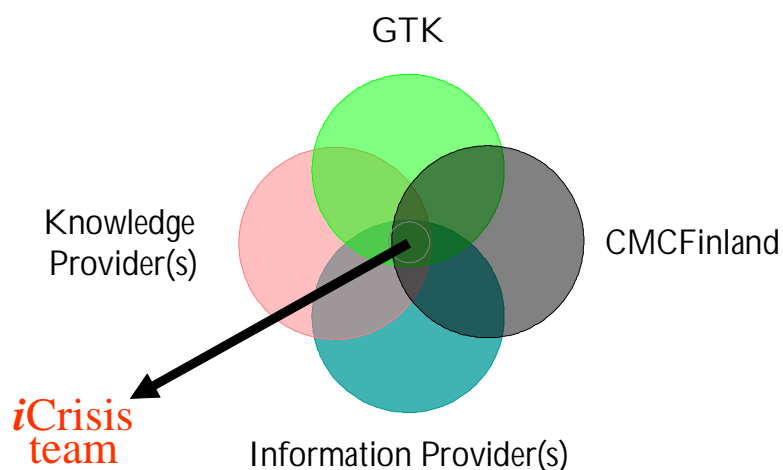 GTK
Knowledge
Provider(s)
CMCFinland
iCrisis
team
Information Provider(s)